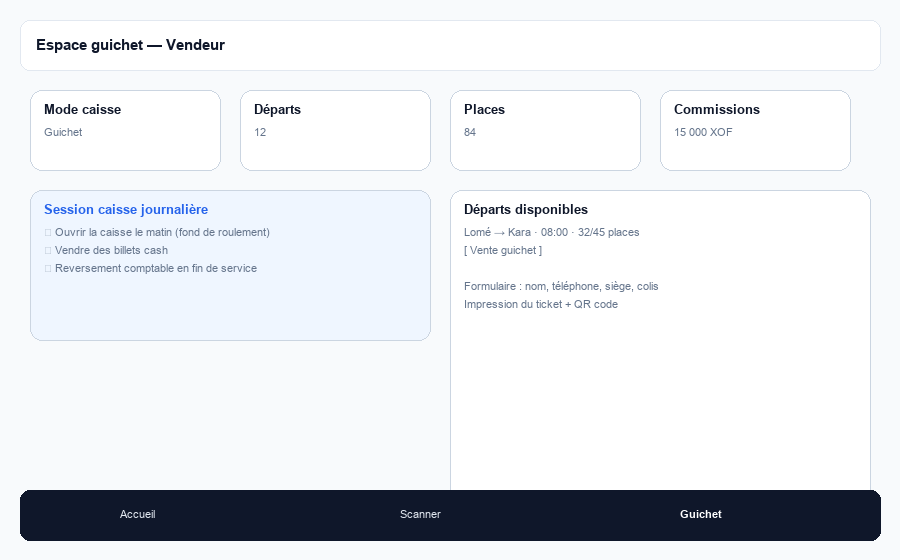 Espace guichet — Vendeur
Mode caisse
Guichet
Départs
12
Places
84
Commissions
15 000 XOF
Session caisse journalière
□ Ouvrir la caisse le matin (fond de roulement)
□ Vendre des billets cash
□ Reversement comptable en fin de service
Départs disponibles
Lomé → Kara · 08:00 · 32/45 places
[ Vente guichet ]
Formulaire : nom, téléphone, siège, colis
Impression du ticket + QR code
Accueil
Scanner
Guichet